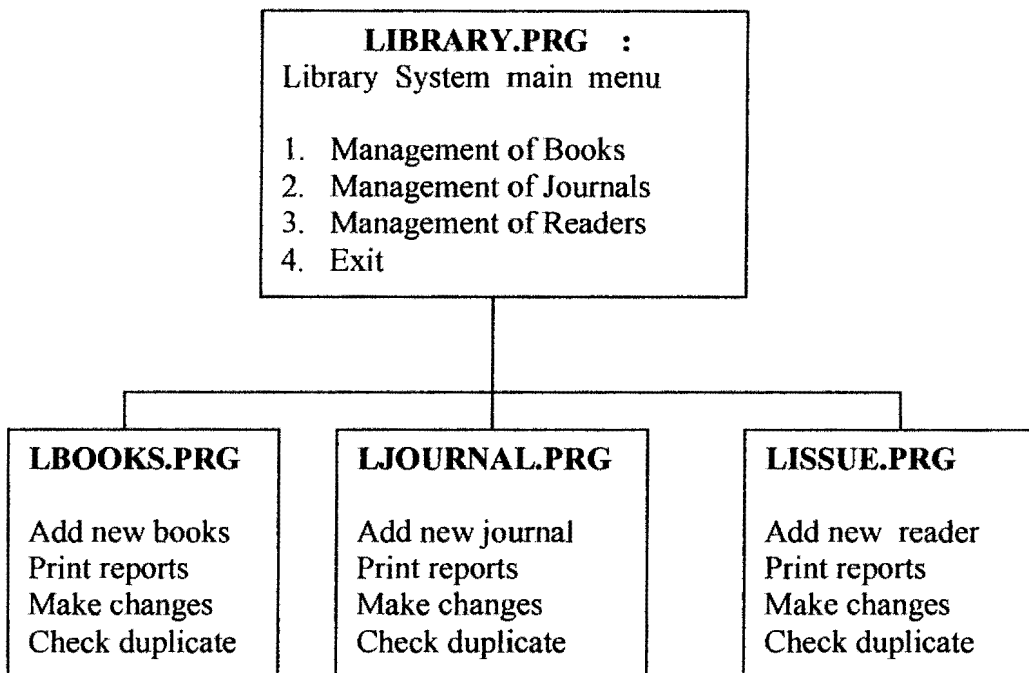 LIBRARY.PRG :
Library System main menu
1. Management of Books
2. Management of Journals
3. Management of Readers
4. Exit
LBOOKS.PRG
Add new books
Print reports
Make changes
Check duplicate
LJOURNAL.PRG
Add new journal
Print reports
Make changes
Check duplicate
LISSUE.PRG
Add new reader
Print reports
Make changes
Check duplicate